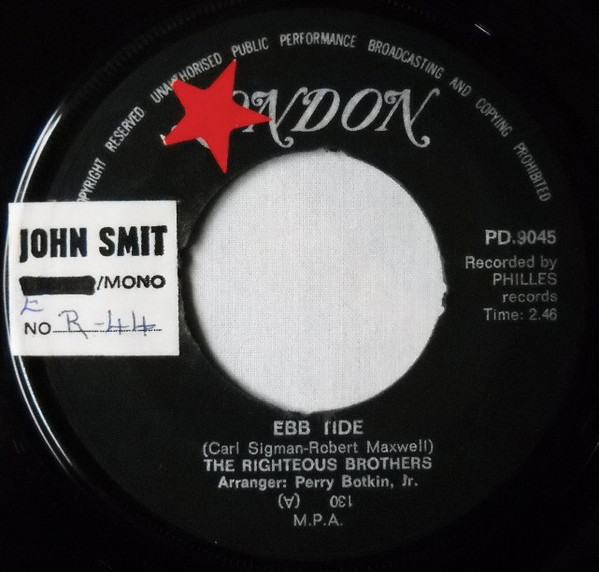 COPYRIGHT RESERVED UNAUTHORISED PUBLIC PERFORMANCE BROADCASTING AND COPYING PROHIBITED
LONDON
JOHN SMIT
/MONO
E
NO R-44
PD.9045
Recorded by
PHILLES
records
Time: 2.46
EBB TIDE
(Carl Sigman-Robert Maxwell)
THE RIGHTEOUS BROTHERS
Arranger: Perry Botkin, Jr.
130 (A)
M.P.A.